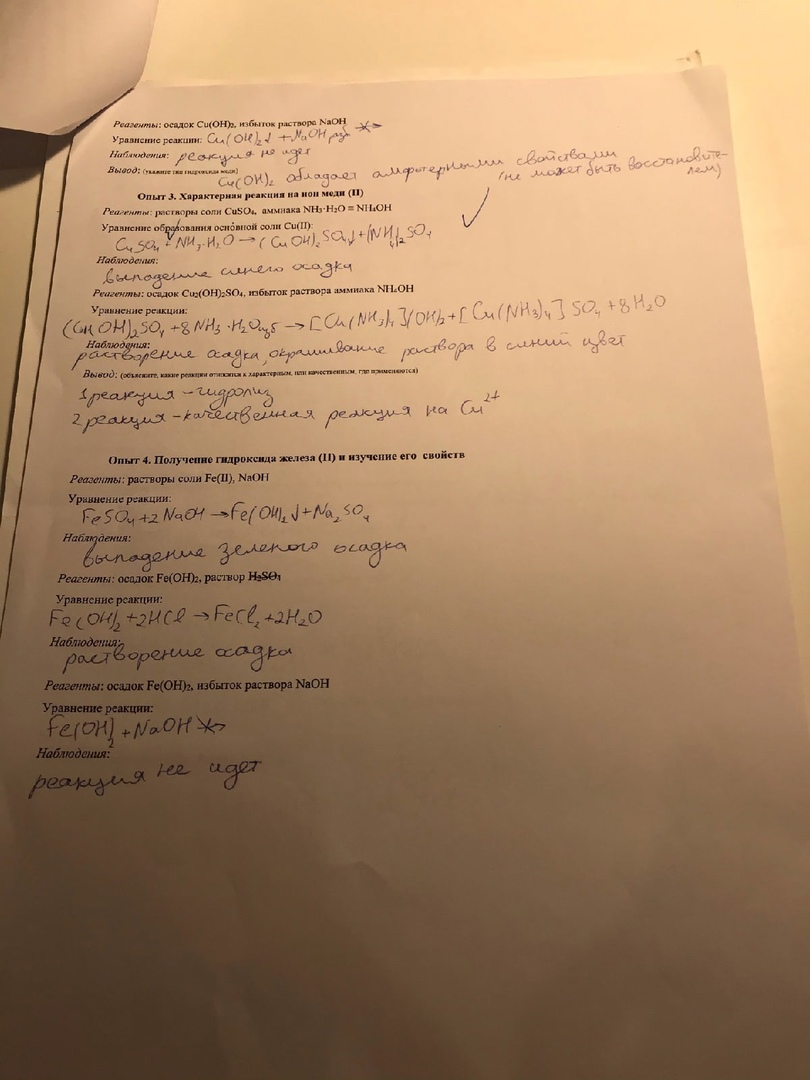 Реагенты: осадок Cu(OH)₂, избыток раствора NaOH
Уравнение реакции: Cu(OH)₂↓ + NaOH разб ↛
Наблюдения: реакция не идет
Вывод: (укажите тип гидроксида меди)
Cu(OH)₂ обладает амфотерными свойствами
(не может быть восстановителем)
Опыт 3. Характерная реакция на ион меди (II)
Реагенты: растворы соли CuSO₄, аммиака NH₃·H₂O = NH₄OH
Уравнение образования осно́вной соли Cu(II):
CuSO₄ + NH₃·H₂O → (CuOH)₂SO₄↓ + (NH₄)₂SO₄
Наблюдения:
выпадение синего осадка
Реагенты: осадок Cu₂(OH)₂SO₄, избыток раствора аммиака NH₄OH
Уравнение реакции:
(CuOH)₂SO₄ + 8NH₃·H₂O изб → [Cu(NH₃)₄](OH)₂ + [Cu(NH₃)₄]SO₄ + 8H₂O
Наблюдения:
растворение осадка, окрашивание раствора в синий цвет
Вывод: (объясните, какие реакции относятся к характерным, или качественным, где применяются)
1 реакция – гидролиз
2 реакция – качественная реакция на Cu²⁺
Опыт 4. Получение гидроксида железа (II) и изучение его свойств
Реагенты: растворы соли Fe(II), NaOH
Уравнение реакции:
FeSO₄ + 2NaOH → Fe(OH)₂↓ + Na₂SO₄
Наблюдения:
выпадение зеленого осадка
Реагенты: осадок Fe(OH)₂, раствор H₂SO₄
Уравнение реакции:
Fe(OH)₂ + 2HCl → FeCl₂ + 2H₂O
Наблюдения:
растворение осадка
Реагенты: осадок Fe(OH)₂, избыток раствора NaOH
Уравнение реакции:
Fe(OH)₂ + NaOH ↛
Наблюдения:
реакция не идет